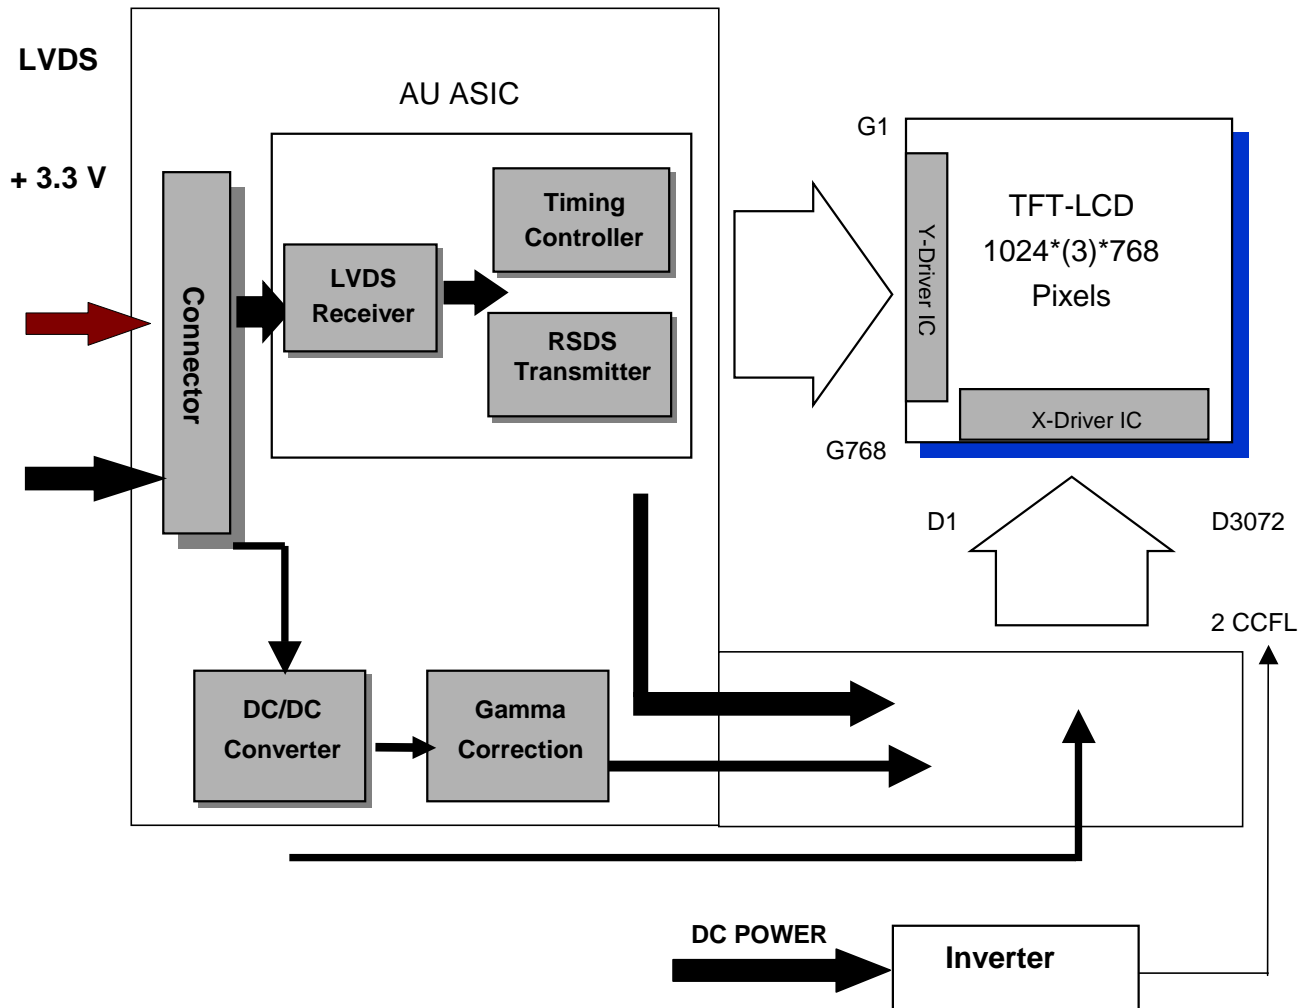 LVDS
AU ASIC
+ 3.3 V
Connector
LVDS
Receiver
Timing
Controller
RSDS
Transmitter
G1
TFT-LCD
1024*(3)*768
Pixels
Y-Driver IC
X-Driver IC
G768
D1
D3072
2 CCFL
DC/DC
Converter
Gamma
Correction
DC POWER
Inverter